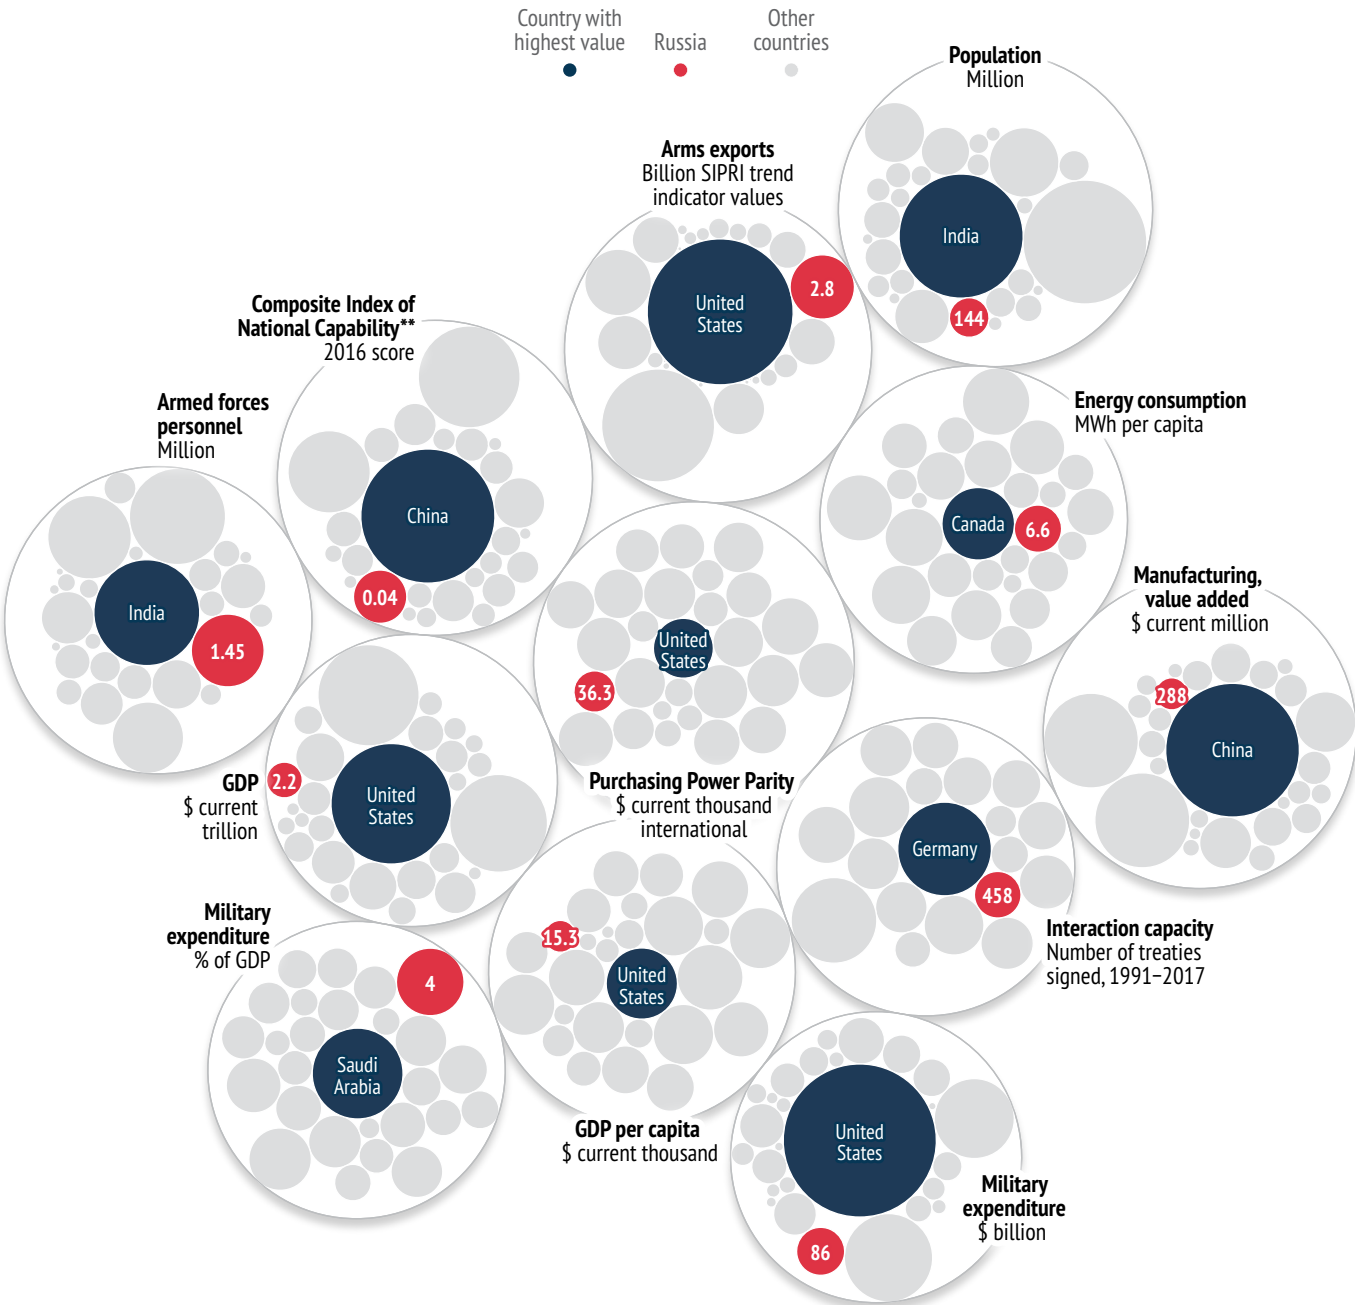 Country with
highest value
Russia
Other
countries
Population
Million
India
144
Arms exports
Billion SIPRI trend
indicator values
United
States
2.8
Composite Index of
National Capability**
2016 score
China
0.04
Armed forces
personnel
Million
India
1.45
Energy consumption
MWh per capita
Canada
6.6
Manufacturing,
value added
$ current million
288
China
United
States
36.3
Purchasing Power Parity
$ current thousand
international
GDP
$ current
trillion
2.2
United
States
Germany
458
Interaction capacity
Number of treaties
signed, 1991–2017
Military
expenditure
% of GDP
4
Saudi
Arabia
15.3
United
States
GDP per capita
$ current thousand
United
States
86
Military
expenditure
$ billion